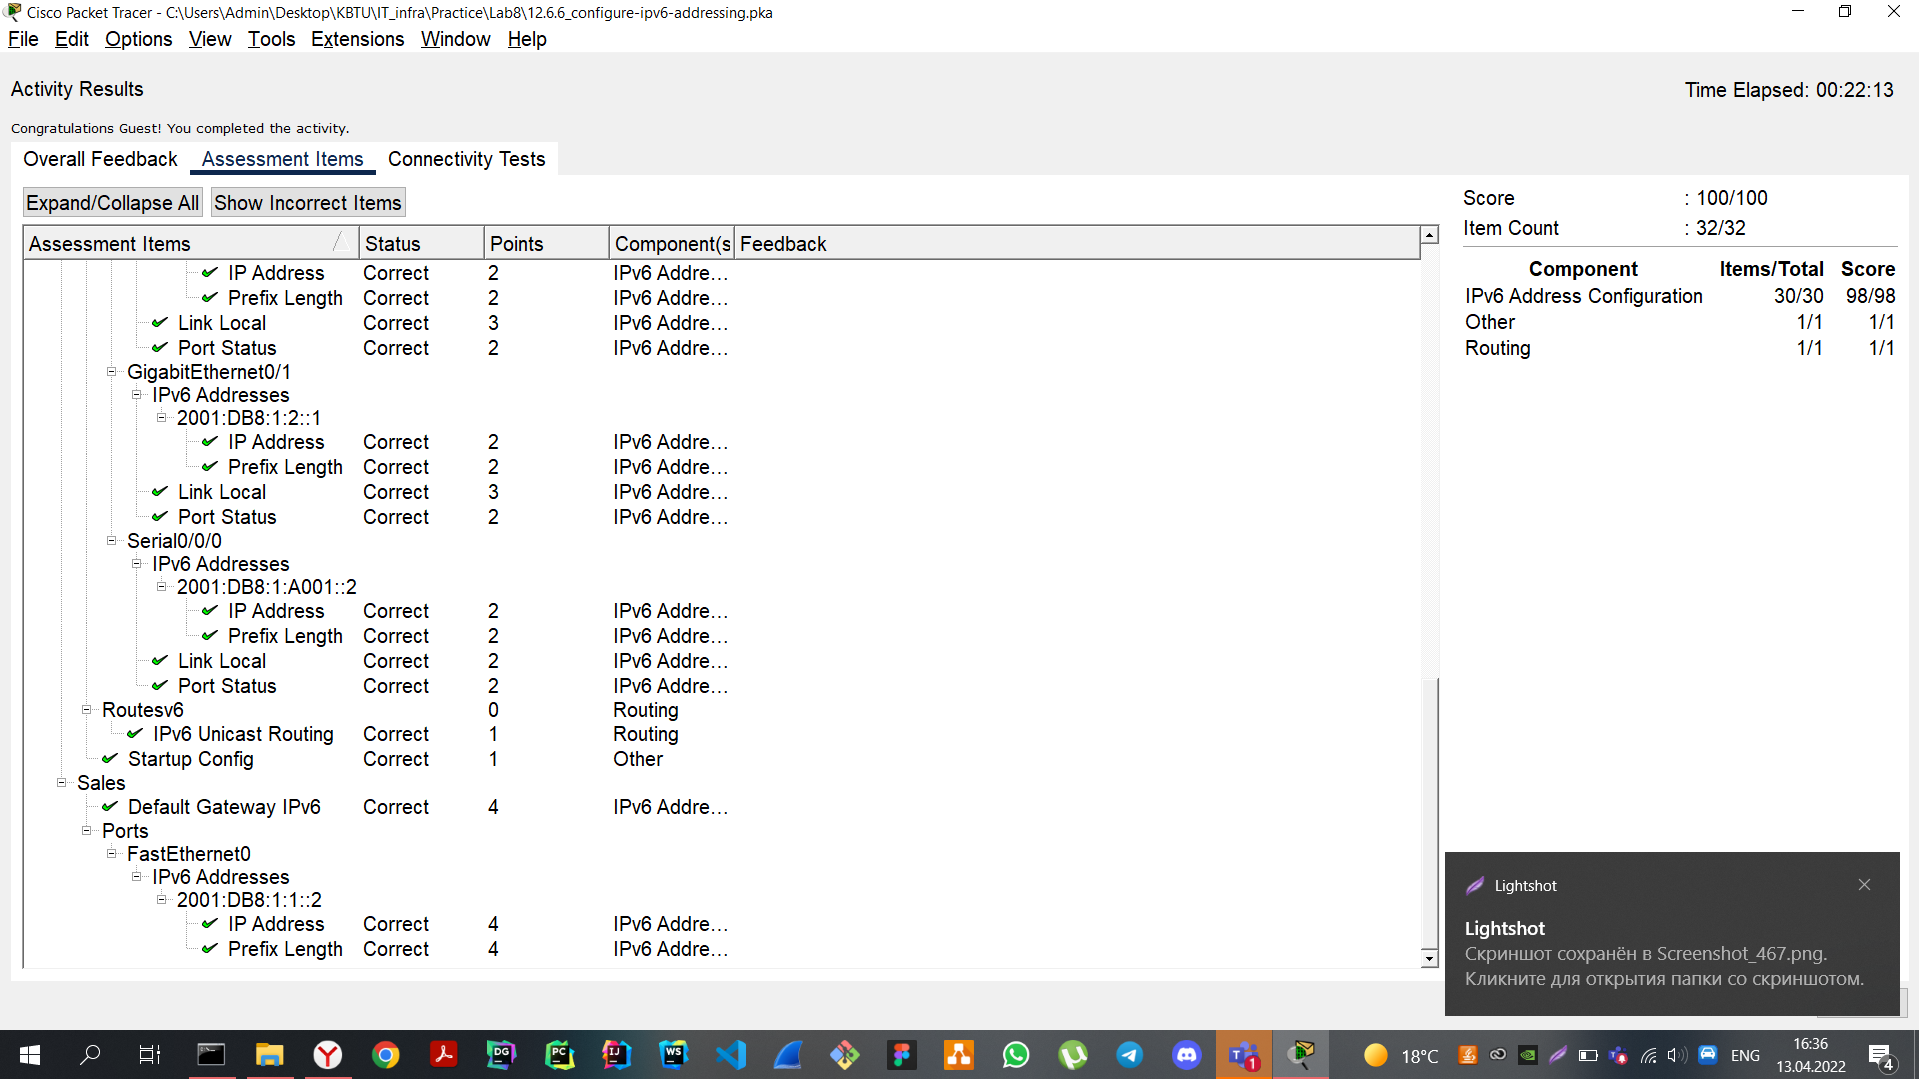 Cisco Packet Tracer - C:\Users\Admin\Desktop\KBTU\IT_infra\Practice\Lab8\12.6.6_configure-ipv6-addressing.pka
File Edit Options View Tools Extensions Window Help
Activity Results
Time Elapsed: 00:22:13
Congratulations Guest! You completed the activity.
Overall Feedback Assessment Items Connectivity Tests
Expand/Collapse All Show Incorrect Items
Assessment Items Status Points Component(s Feedback
IP Address Correct 2 IPv6 Addre...
Prefix Length Correct 2 IPv6 Addre...
Link Local Correct 3 IPv6 Addre...
Port Status Correct 2 IPv6 Addre...
GigabitEthernet0/1
IPv6 Addresses
2001:DB8:1:2::1
IP Address Correct 2 IPv6 Addre...
Prefix Length Correct 2 IPv6 Addre...
Link Local Correct 3 IPv6 Addre...
Port Status Correct 2 IPv6 Addre...
Serial0/0/0
IPv6 Addresses
2001:DB8:1:A001::2
IP Address Correct 2 IPv6 Addre...
Prefix Length Correct 2 IPv6 Addre...
Link Local Correct 2 IPv6 Addre...
Port Status Correct 2 IPv6 Addre...
Routesv6 0 Routing
IPv6 Unicast Routing Correct 1 Routing
Startup Config Correct 1 Other
Sales
Default Gateway IPv6 Correct 4 IPv6 Addre...
Ports
FastEthernet0
IPv6 Addresses
2001:DB8:1:1::2
IP Address Correct 4 IPv6 Addre...
Prefix Length Correct 4 IPv6 Addre...
Score : 100/100
Item Count : 32/32
Component Items/Total Score
IPv6 Address Configuration 30/30 98/98
Other 1/1 1/1
Routing 1/1 1/1
Lightshot
Lightshot
Скриншот сохранён в Screenshot_467.png.
Кликните для открытия папки со скриншотом.
DG PC IJ WS
1
18°C
ENG
16:36
13.04.2022
4